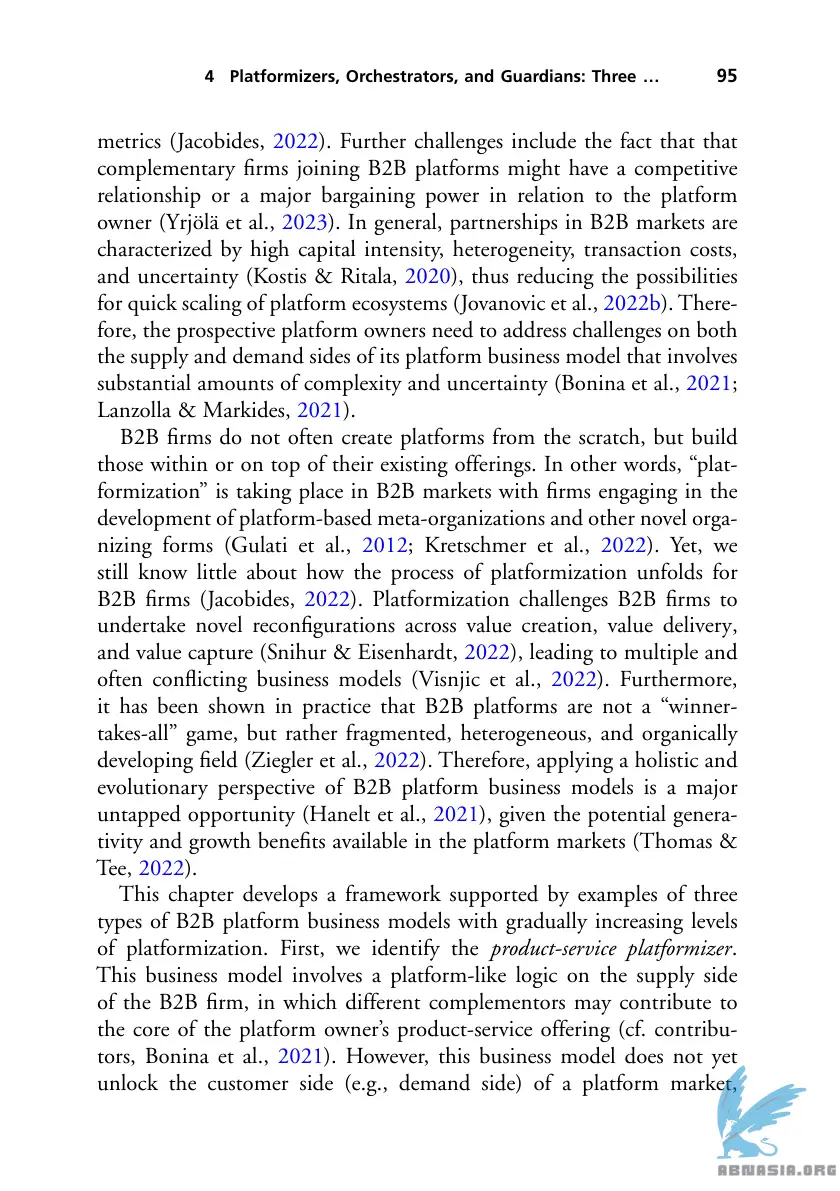 4 Platformizers, Orchestrators, and Guardians: Three … 95
metrics (Jacobides, 2022). Further challenges include the fact that that
complementary firms joining B2B platforms might have a competitive
relationship or a major bargaining power in relation to the platform
owner (Yrjölä et al., 2023). In general, partnerships in B2B markets are
characterized by high capital intensity, heterogeneity, transaction costs,
and uncertainty (Kostis & Ritala, 2020), thus reducing the possibilities
for quick scaling of platform ecosystems (Jovanovic et al., 2022b). There-
fore, the prospective platform owners need to address challenges on both
the supply and demand sides of its platform business model that involves
substantial amounts of complexity and uncertainty (Bonina et al., 2021;
Lanzolla & Markides, 2021).
B2B firms do not often create platforms from the scratch, but build
those within or on top of their existing offerings. In other words, “plat-
formization” is taking place in B2B markets with firms engaging in the
development of platform-based meta-organizations and other novel orga-
nizing forms (Gulati et al., 2012; Kretschmer et al., 2022). Yet, we
still know little about how the process of platformization unfolds for
B2B firms (Jacobides, 2022). Platformization challenges B2B firms to
undertake novel reconfigurations across value creation, value delivery,
and value capture (Snihur & Eisenhardt, 2022), leading to multiple and
often conflicting business models (Visnjic et al., 2022). Furthermore,
it has been shown in practice that B2B platforms are not a “winner-
takes-all” game, but rather fragmented, heterogeneous, and organically
developing field (Ziegler et al., 2022). Therefore, applying a holistic and
evolutionary perspective of B2B platform business models is a major
untapped opportunity (Hanelt et al., 2021), given the potential genera-
tivity and growth benefits available in the platform markets (Thomas &
Tee, 2022).
This chapter develops a framework supported by examples of three
types of B2B platform business models with gradually increasing levels
of platformization. First, we identify the product-service platformizer.
This business model involves a platform-like logic on the supply side
of the B2B firm, in which different complementors may contribute to
the core of the platform owner’s product-service offering (cf. contribu-
tors, Bonina et al., 2021). However, this business model does not yet
unlock the customer side (e.g., demand side) of a platform market,
ABNASIA.ORG